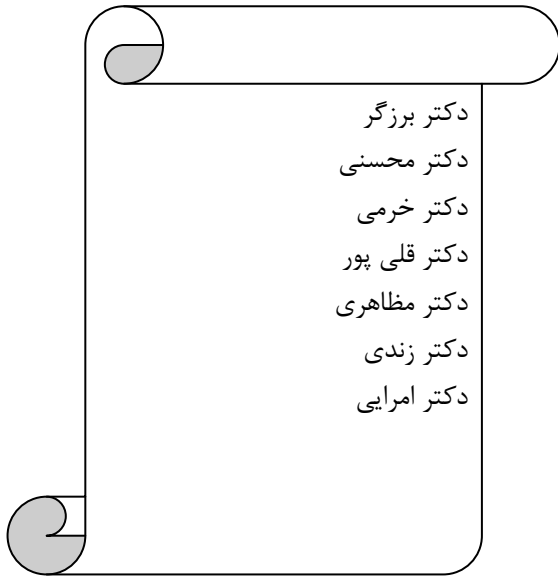 دکتر برزگر
دکتر محسنی
دکتر خرمی
دکتر قلی پور
دکتر مظاهری
دکتر زندی
دکتر امرایی